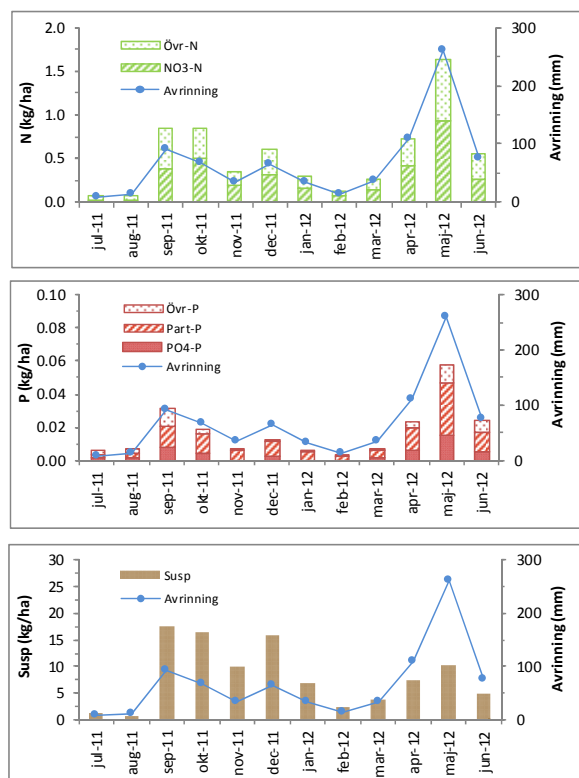 N (kg/ha)
Avrinning (mm)
Övr-N
NO3-N
Avrinning
2.0
1.5
1.0
0.5
0.0
300
200
100
0
jul-11 aug-11 sep-11 okt-11 nov-11 dec-11 jan-12 feb-12 mar-12 apr-12 maj-12 jun-12
P (kg/ha)
Avrinning (mm)
Övr-P
Part-P
PO4-P
Avrinning
0.10
0.08
0.06
0.04
0.02
0.00
300
200
100
0
jul-11 aug-11 sep-11 okt-11 nov-11 dec-11 jan-12 feb-12 mar-12 apr-12 maj-12 jun-12
Susp (kg/ha)
Avrinning (mm)
Susp
Avrinning
30
25
20
15
10
5
0
300
200
100
0
jul-11 aug-11 sep-11 okt-11 nov-11 dec-11 jan-12 feb-12 mar-12 apr-12 maj-12 jun-12